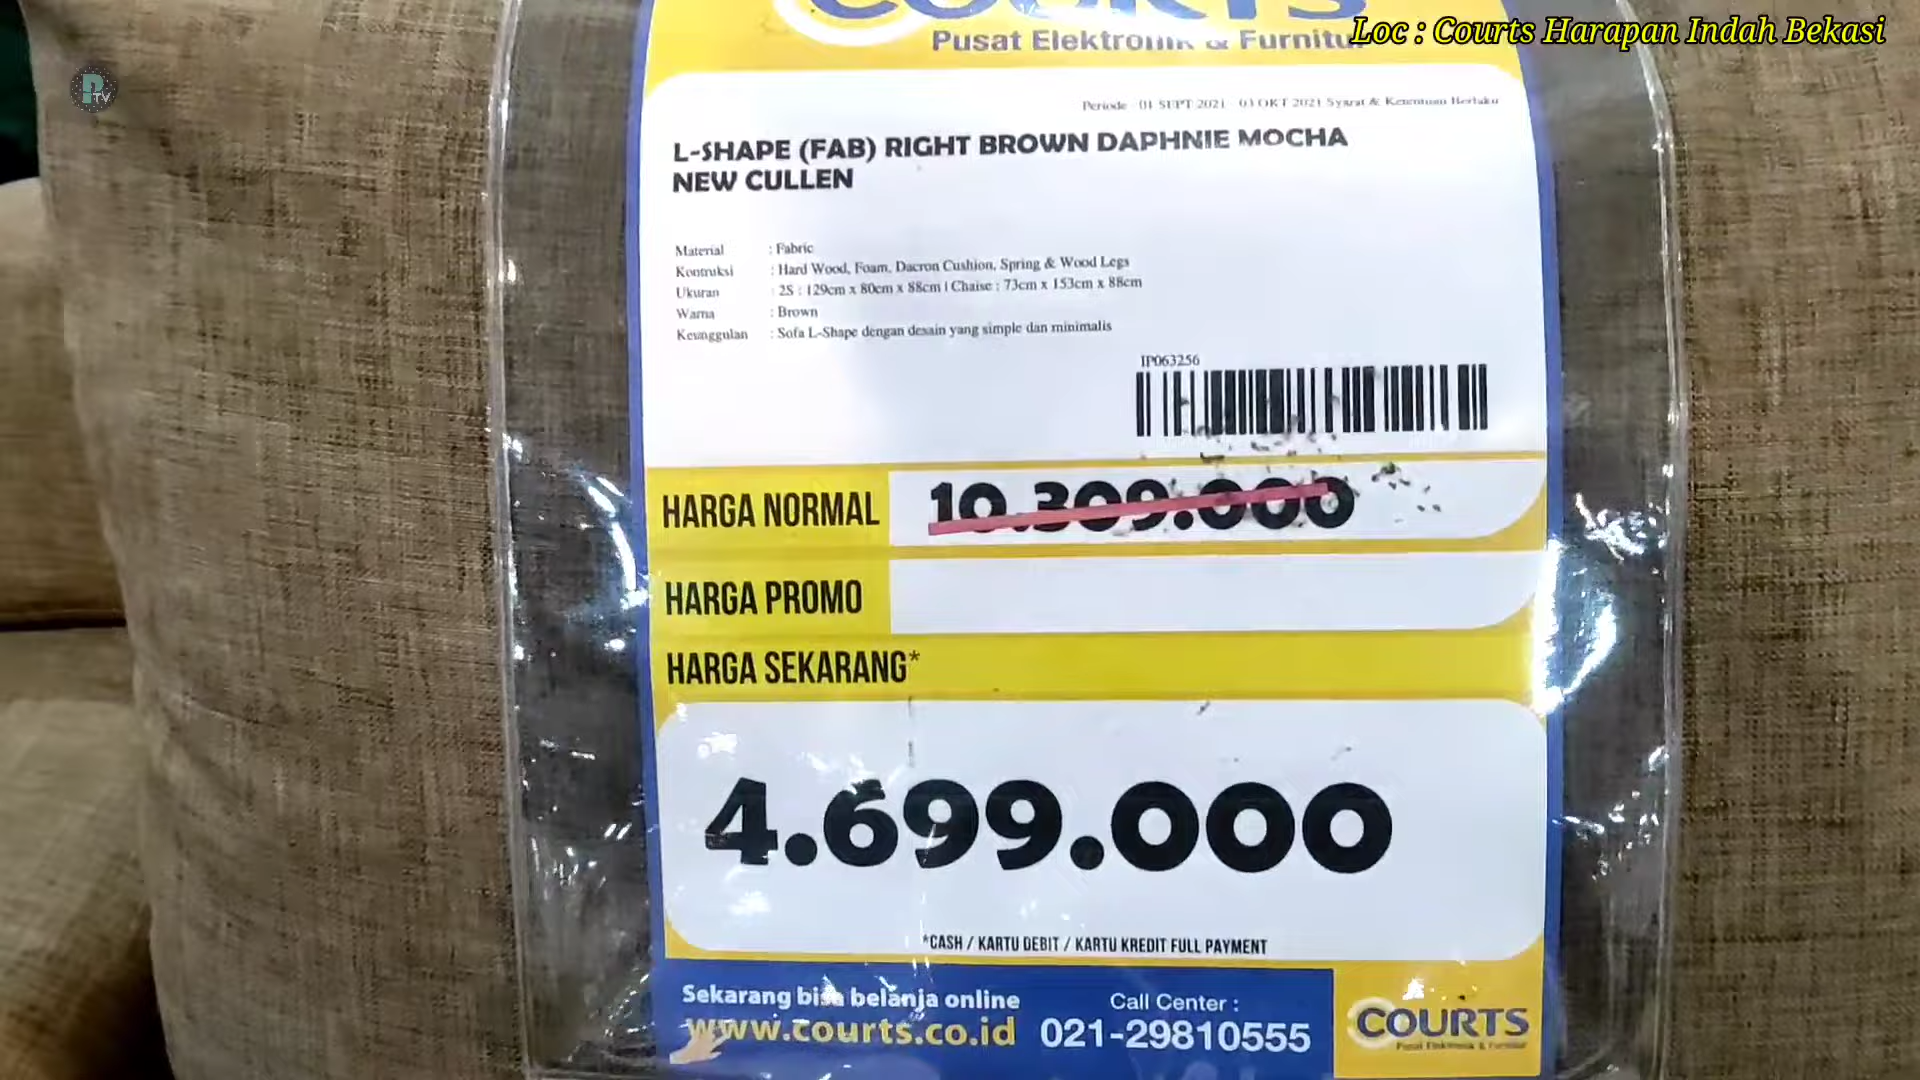 COURTS
Pusat Elektronik & Furnitur
Loc : Courts Harapan Indah Bekasi
PTV
Periode 01 SEPT 2021 - 03 OKT 2021 Syarat & Ketentuan Berlaku
L-SHAPE (FAB) RIGHT BROWN DAPHNIE MOCHA
NEW CULLEN
Material : Fabric
Kontruksi : Hard Wood, Foam, Dacron Cushion, Spring & Wood Legs
Ukuran : 2S : 129cm x 80cm x 88cm | Chaise : 73cm x 153cm x 88cm
Warna : Brown
Keunggulan : Sofa L-Shape dengan desain yang simple dan minimalis
IP063256
HARGA NORMAL 10.309.000
HARGA PROMO
HARGA SEKARANG*
4.699.000
*CASH / KARTU DEBIT / KARTU KREDIT FULL PAYMENT
Sekarang bisa belanja online
www.courts.co.id
Call Center :
021-29810555
COURTS
Pusat Elektronik & Furnitur